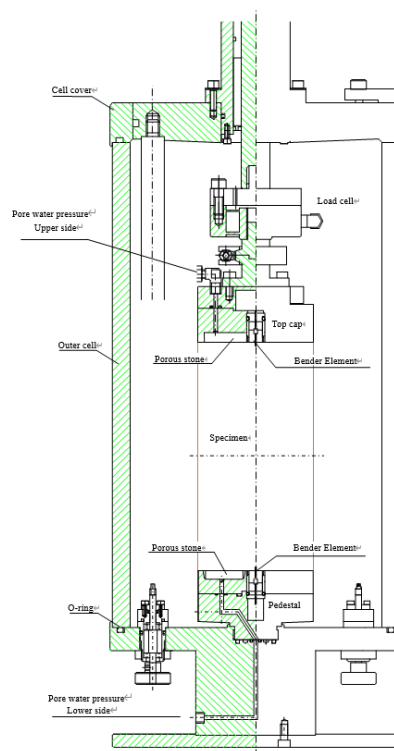 Cell cover
Load cell
Pore water pressure
Upper side
Top cap
Porous stone
Bender Element
Outer cell
Specimen
Porous stone
Bender Element
O-ring
Pedestal
Pore water pressure
Lower side